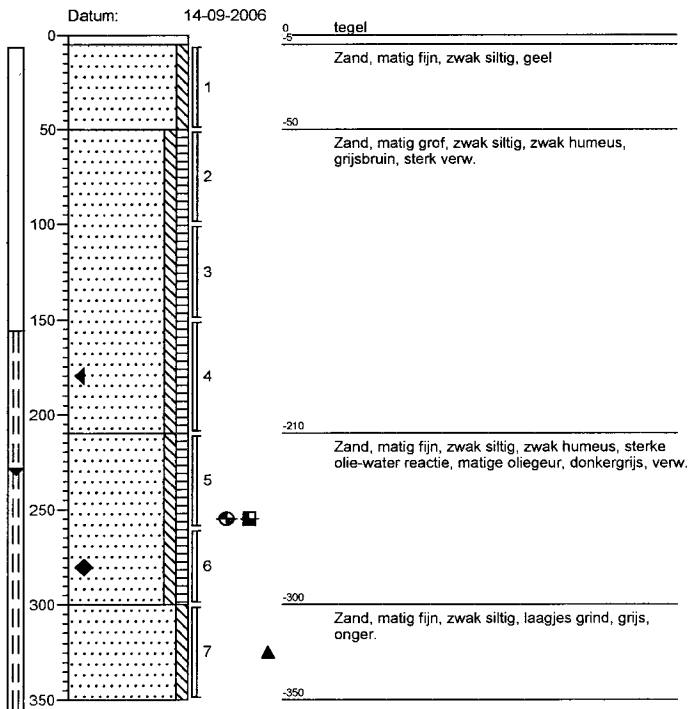 Datum: 14-09-2006
0
50
100
150
200
250
300
350
1
2
3
4
5
6
7
0 tegel
-5
Zand, matig fijn, zwak siltig, geel
-50
Zand, matig grof, zwak siltig, zwak humeus,
grijsbruin, sterk verw.
-210
Zand, matig fijn, zwak siltig, zwak humeus, sterke
olie-water reactie, matige oliegeur, donkergrijs, verw.
-300
Zand, matig fijn, zwak siltig, laagjes grind, grijs,
onger.
-350